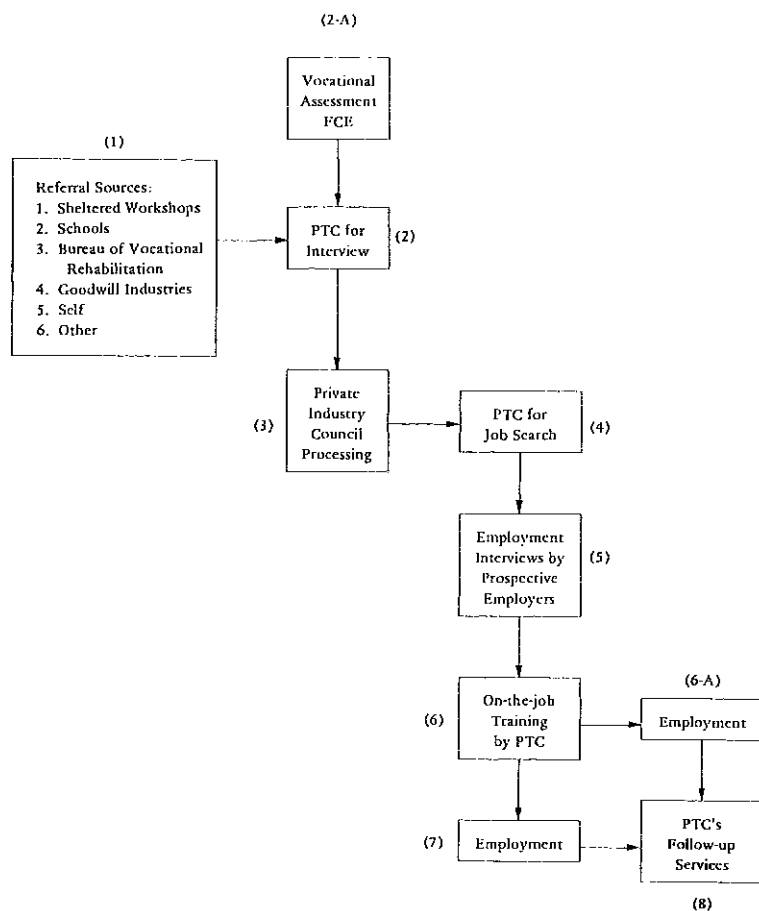 (2-A)
Vocational
Assessment
FCE
(1)
Referral Sources:
1. Sheltered Workshops
2. Schools
3. Bureau of Vocational
Rehabilitation
4. Goodwill Industries
5. Self
6. Other
PTC for
Interview
(2)
(3)
Private
Industry
Council
Processing
PTC for
Job Search
(4)
Employment
Interviews by
Prospective
Employers
(5)
(6)
On-the-job
Training
by PTC
(6-A)
Employment
(7)
Employment
PTC's
Follow-up
Services
(8)